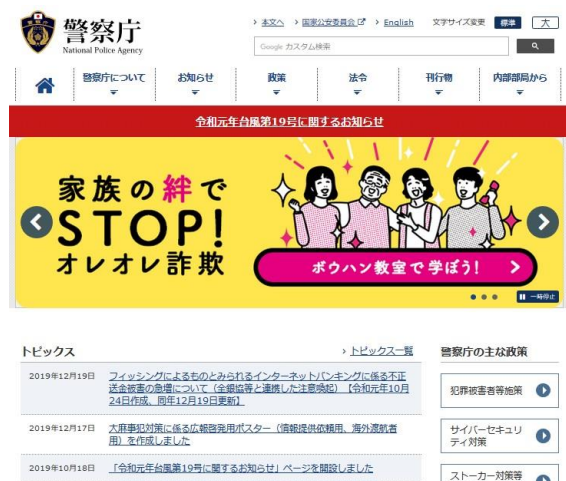 警察庁
National Police Agency
本文へ
国家公安委員会
English
文字サイズ変更
標準
大
Google カスタム検索
警察庁について
お知らせ
政策
法令
刊行物
内部部局から
令和元年台風第19号に関するお知らせ
家族の絆で
STOP!
オレオレ詐欺
ボウハン教室で学ぼう!
一時停止
トピックス
トピックス一覧
警察庁の主な政策
2019年12月19日
フィッシングによるものとみられるインターネットバンキングに係る不正
送金被害の急増について(全銀協等と連携した注意喚起)【令和元年10月
24日作成、同年12月19日更新】
犯罪被害者等施策
2019年12月17日
大麻事犯対策に係る広報啓発用ポスター(情報提供依頼用、海外渡航者
用)を作成しました
サイバーセキュリ
ティ対策
2019年10月18日
「令和元年台風第19号に関するお知らせ」ページを開設しました
ストーカー対策等